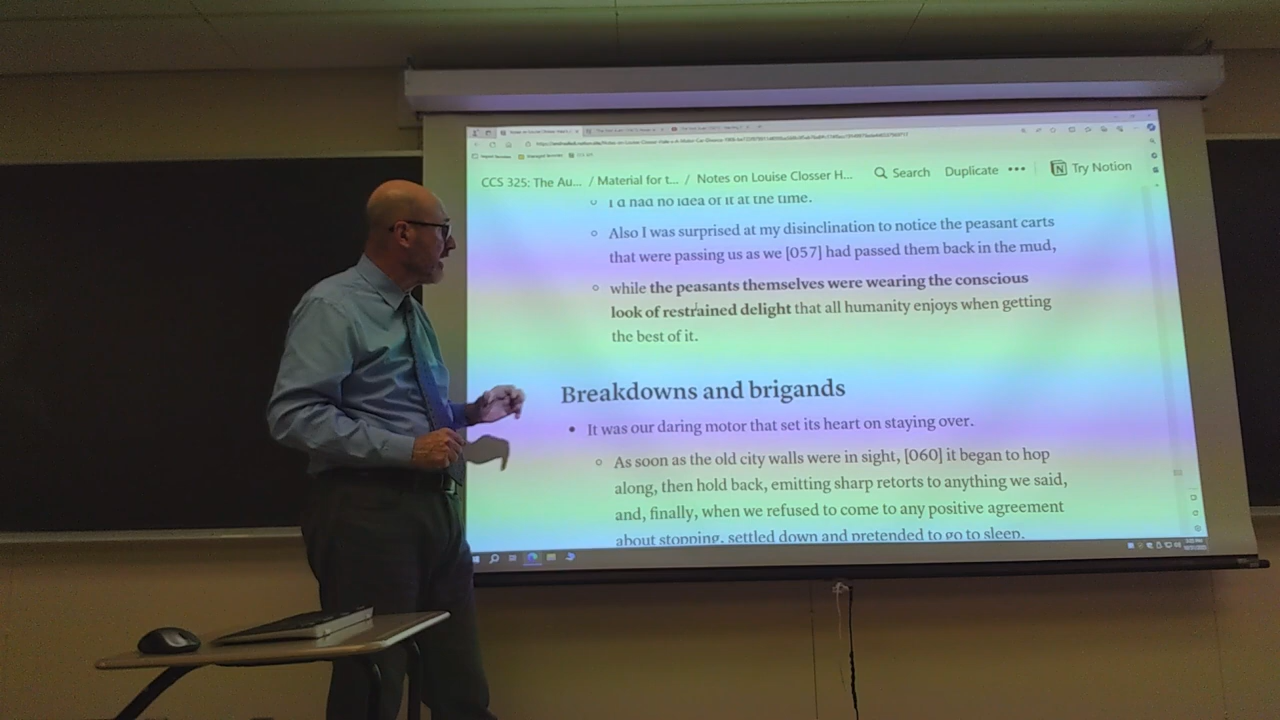 CCS 325: The Au... / Material for t... / Notes on Louise Closser H... Search Duplicate ••• Try Notion
I'd had no idea of it at the time.
Also I was surprised at my disinclination to notice the peasant carts
that were passing us as we [057] had passed them back in the mud,
while the peasants themselves were wearing the conscious
look of restrained delight that all humanity enjoys when getting
the best of it.
Breakdowns and brigands
It was our daring motor that set its heart on staying over.
As soon as the old city walls were in sight, [060] it began to hop
along, then hold back, emitting sharp retorts to anything we said,
and, finally, when we refused to come to any positive agreement
about stopping, settled down and pretended to go to sleep.